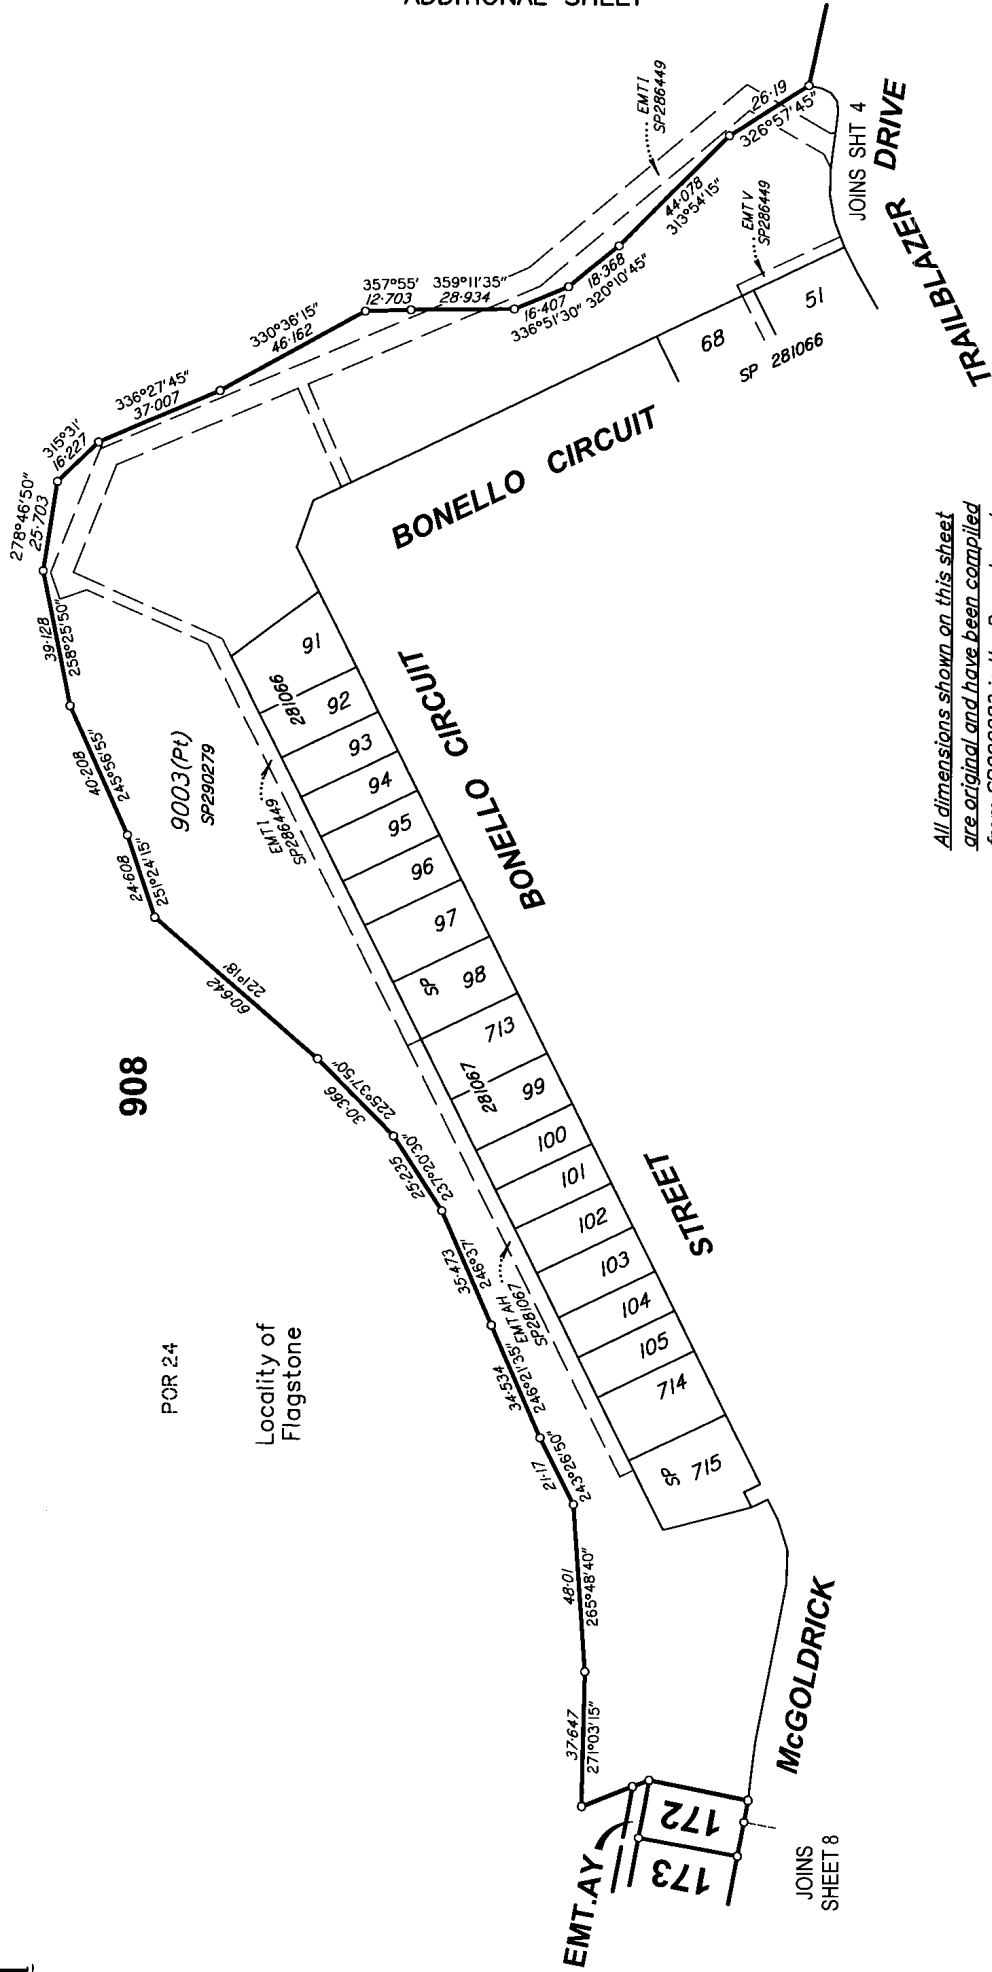 ADDITIONAL SHEET
EMT I
SP286449
26·19
326°57'45"
JOINS SHT 4
TRAILBLAZER DRIVE
44·078
313°54'15"
EMT V
SP286449
18·368
320°10'45"
16·407
336°51'30"
359°11'35"
28·934
357°55'
12·703
330°36'15"
46·162
336°27'45"
37·007
315°31'
16·227
278°46'50"
25·703
39·128
258°25'50"
40·208
245°56'55"
24·608
251°24'15"
60·642
221°18'
30·366
225°37'50"
25·235
237°20'30"
35·473
246°37'
34·534
246°21'35"
21·17
243°26'50"
48·01
265°48'40"
37·647
271°03'15"
51
68
SP 281066
BONELLO CIRCUIT
9003(Pt)
SP290279
EMT I
SP286449
91
281066
92
93
94
95
96
97
SP
98
713
281067
99
100
101
102
103
104
105
714
SP
715
BONELLO CIRCUIT
STREET
McGOLDRICK
EMT AH
SP281067
908
POR 24
Locality of
Flagstone
EMT.AY
172
173
JOINS
SHEET 8
All dimensions shown on this sheet
are original and have been compiled